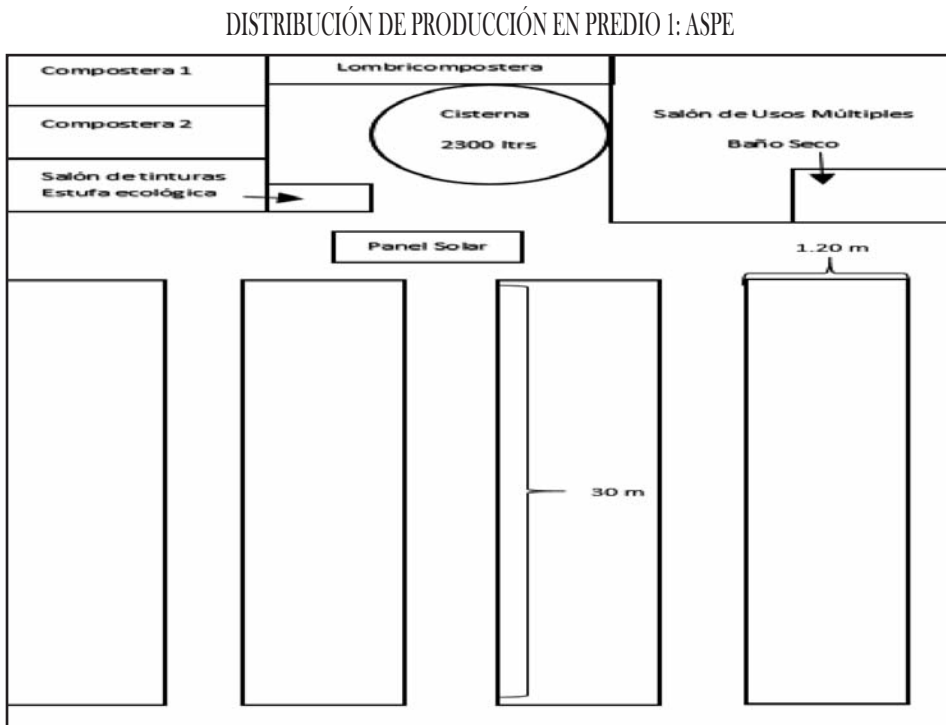 DISTRIBUCIÓN DE PRODUCCIÓN EN PREDIO 1: ASPE
Compostera 1
Lombricompostera
Compostera 2
Cisterna
2300 ltrs
Salón de Usos Múltiples
Baño Seco
Salón de tinturas
Estufa ecológica
Panel Solar
1.20 m
30 m